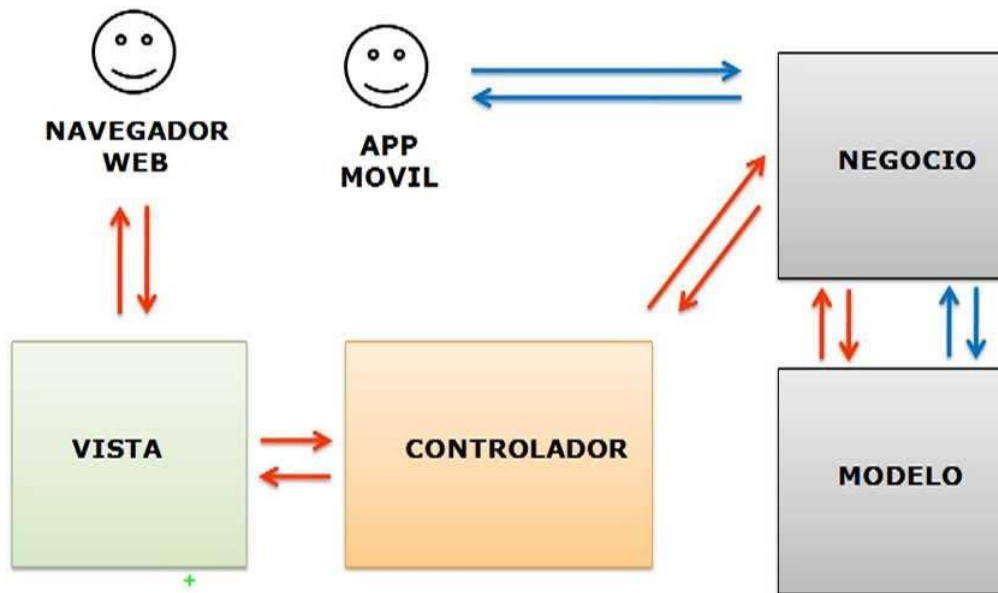 NAVEGADOR
WEB
APP
MOVIL
NEGOCIO
VISTA
CONTROLADOR
MODELO